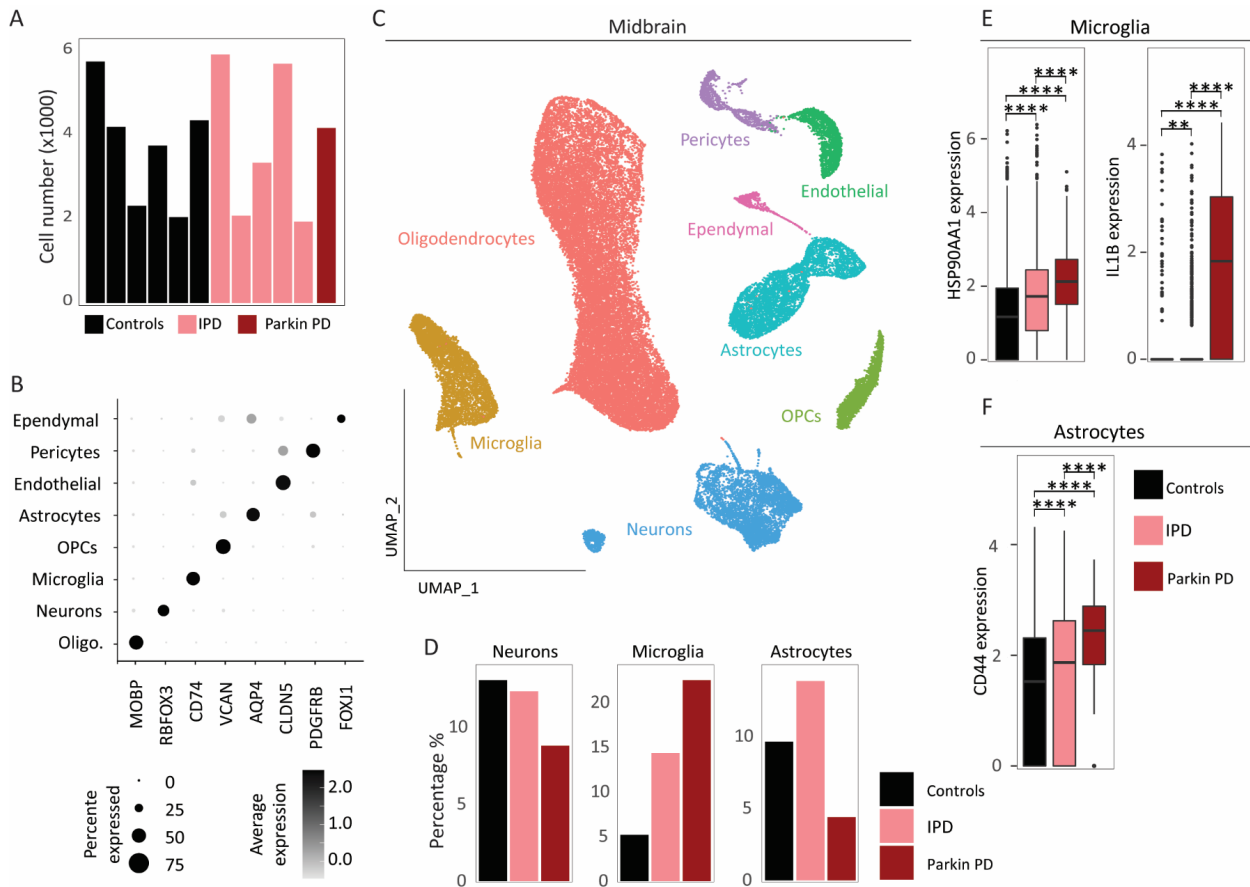 A
Cell number (x1000)
6
4
2
0
Controls
IPD
Parkin PD
B
Ependymal
Pericytes
Endothelial
Astrocytes
OPCs
Microglia
Neurons
Oligo.
MOBP
RBFOX3
CD74
VCAN
AQP4
CLDN5
PDGFRB
FOXJ1
Percente
expressed
0
25
50
75
Average
expression
2.0
1.0
0.0
C
Midbrain
Pericytes
Endothelial
Ependymal
Oligodendrocytes
Astrocytes
OPCs
Microglia
Neurons
UMAP_2
UMAP_1
D
Neurons
Microglia
Astrocytes
Percentage %
10
5
0
20
15
10
5
0
10
5
0
Controls
IPD
Parkin PD
E
Microglia
HSP90AA1 expression
6
4
2
0
****
****
****
IL1B expression
4
2
0
****
****
**
F
Astrocytes
CD44 expression
4
2
0
****
****
****
Controls
IPD
Parkin PD